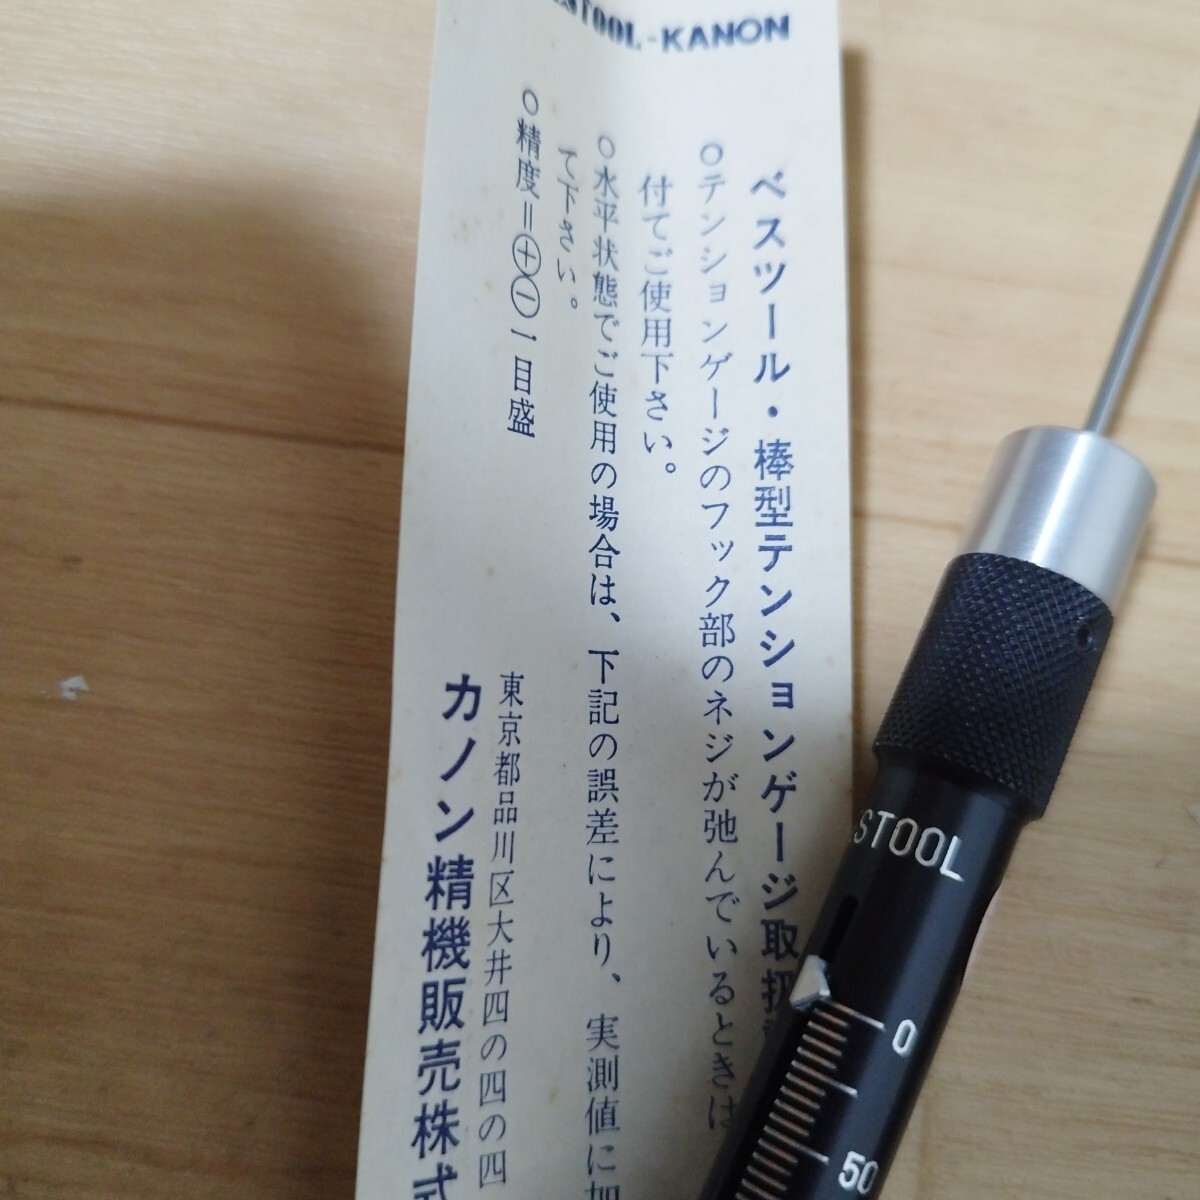 STOOL-KANON
ベスツール・棒型テンションゲージ取扱
○テンションゲージのフック部のネジが弛んでいるときは
付てご使用下さい。
○水平状態でご使用の場合は、下記の誤差により、実測値に加
て下さい。
○精度＝⊕⊖一目盛
東京都品川区大井四の四の四
カノン精機販売株式
STOOL
0
50